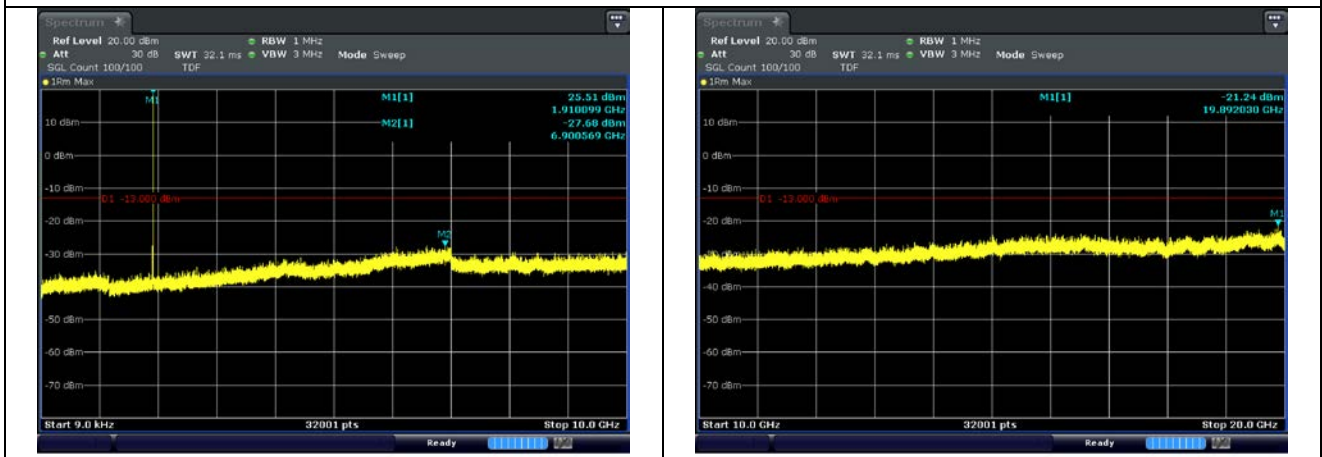 Spectrum
Ref Level 20.00 dBm RBW 1 MHz
Att 30 dB SWT 32.1 ms VBW 3 MHz Mode Sweep
SGL Count 100/100 TDF
1Rm Max
M1[1] 25.51 dBm
1.910099 GHz
M2[1] -27.68 dBm
6.900569 GHz
M1
10 dBm
0 dBm
-10 dBm
D1 -13.000 dBm
-20 dBm
M2
-30 dBm
-40 dBm
-50 dBm
-60 dBm
-70 dBm
Start 9.0 kHz 32001 pts Stop 10.0 GHz
Ready
Spectrum
Ref Level 20.00 dBm RBW 1 MHz
Att 30 dB SWT 32.1 ms VBW 3 MHz Mode Sweep
SGL Count 100/100 TDF
1Rm Max
M1[1] -21.24 dBm
19.892030 GHz
10 dBm
0 dBm
-10 dBm
D1 -13.000 dBm
-20 dBm
M1
-40 dBm
-50 dBm
-60 dBm
-70 dBm
Start 10.0 GHz 32001 pts Stop 20.0 GHz
Ready